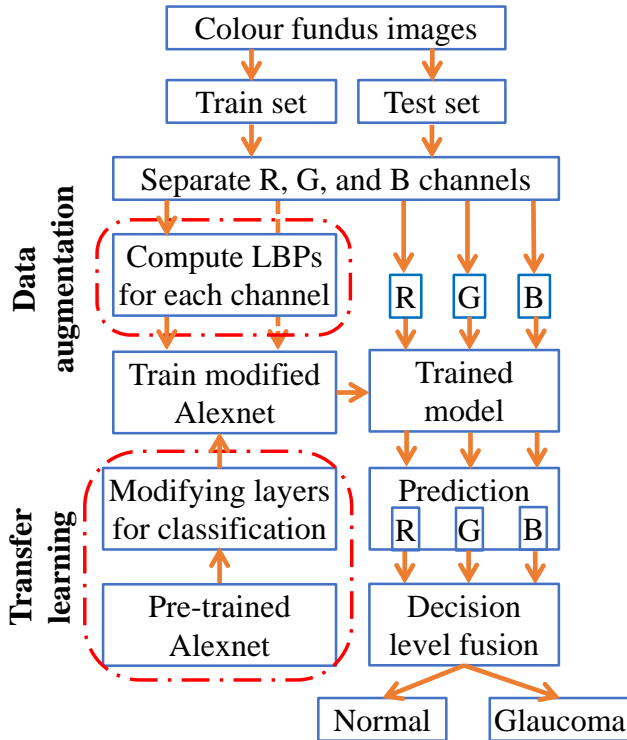 Colour fundus images
Train set
Test set
Separate R, G, and B channels
Data
augmentation
Compute LBPs
for each channel
R G B
Train modified
Alexnet
Trained
model
Transfer
learning
Modifying layers
for classification
Prediction
R G B
Pre-trained
Alexnet
Decision
level fusion
Normal
Glaucoma